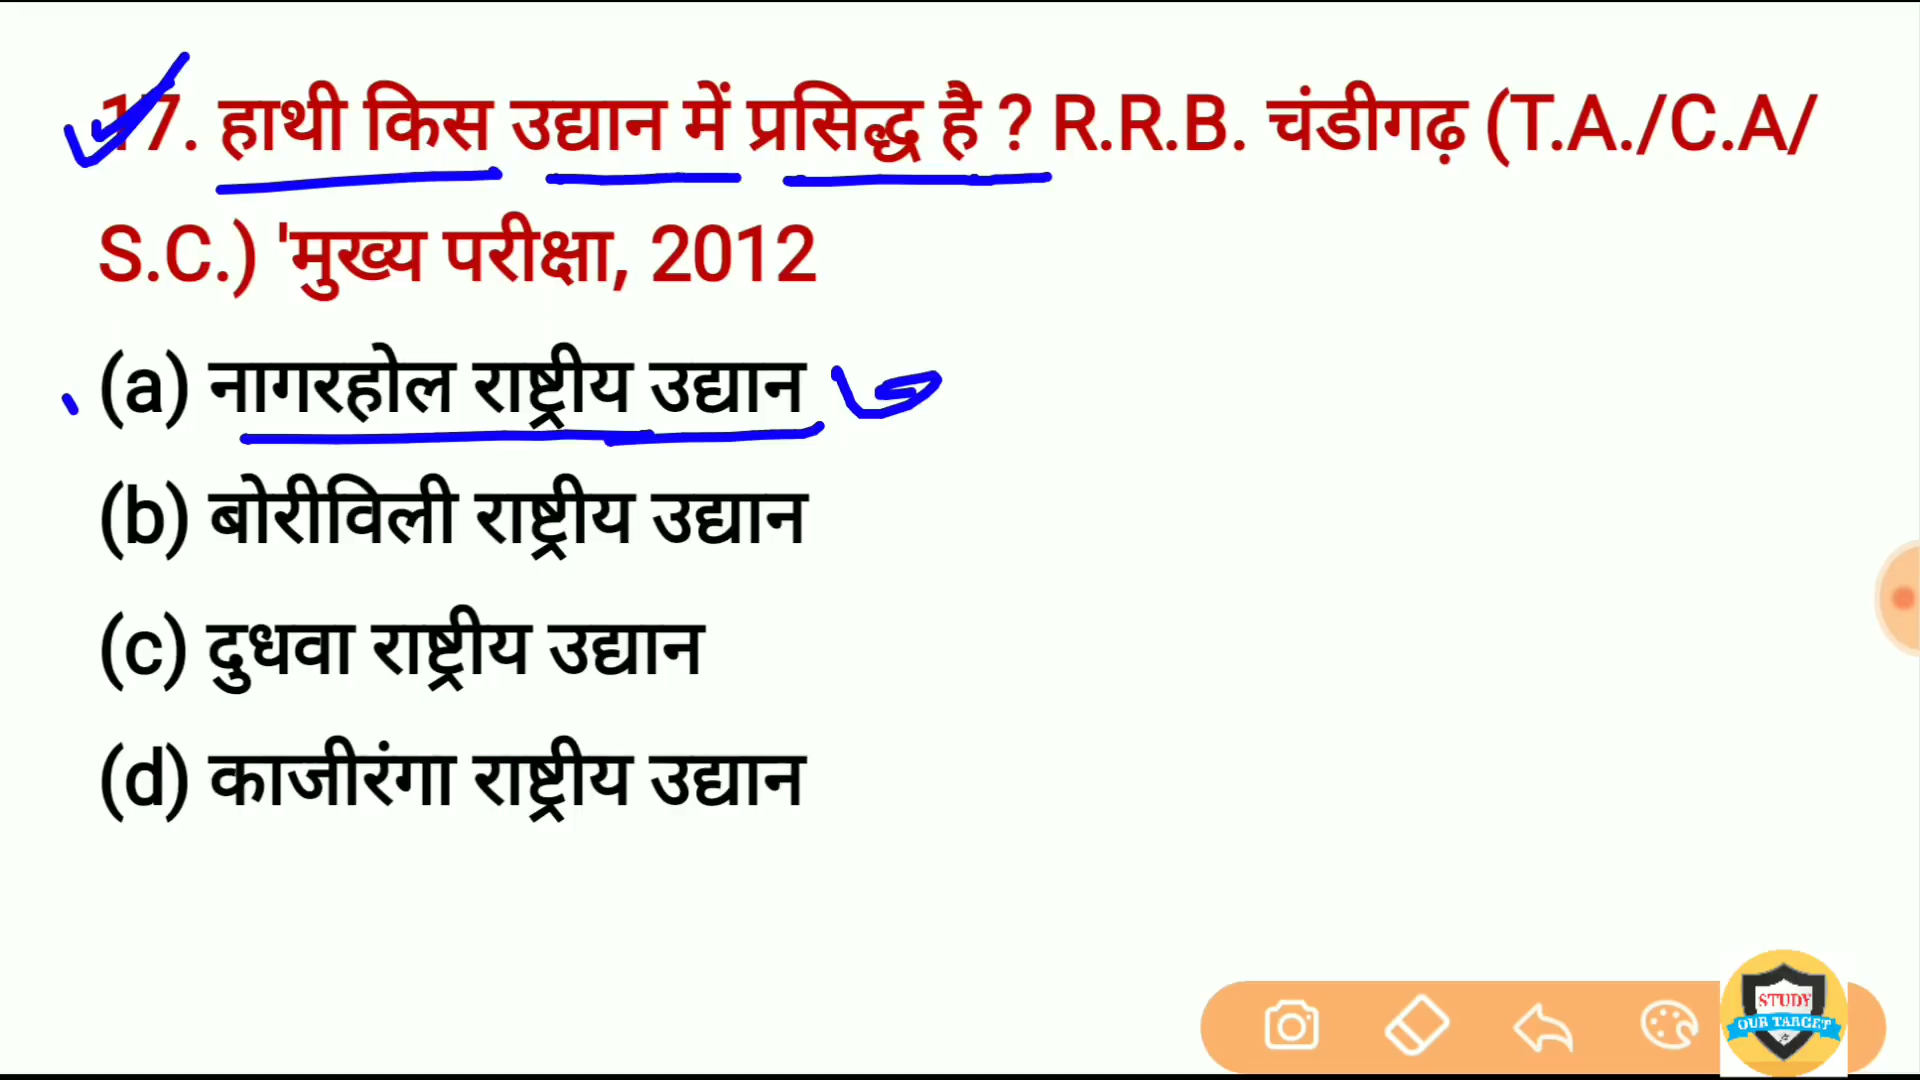 17. हाथी किस उद्यान में प्रसिद्ध है ? R.R.B. चंडीगढ़ (T.A./C.A/
S.C.) 'मुख्य परीक्षा, 2012
(a) नागरहोल राष्ट्रीय उद्यान
(b) बोरीविली राष्ट्रीय उद्यान
(c) दुधवा राष्ट्रीय उद्यान
(d) काजीरंगा राष्ट्रीय उद्यान
STUDY
OUR TARGET